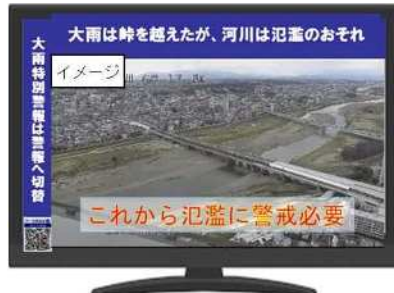 大雨は峠を越えたが、河川は氾濫のおそれ
大雨特別警報は警報へ切替
イメージ
これから氾濫に警戒必要